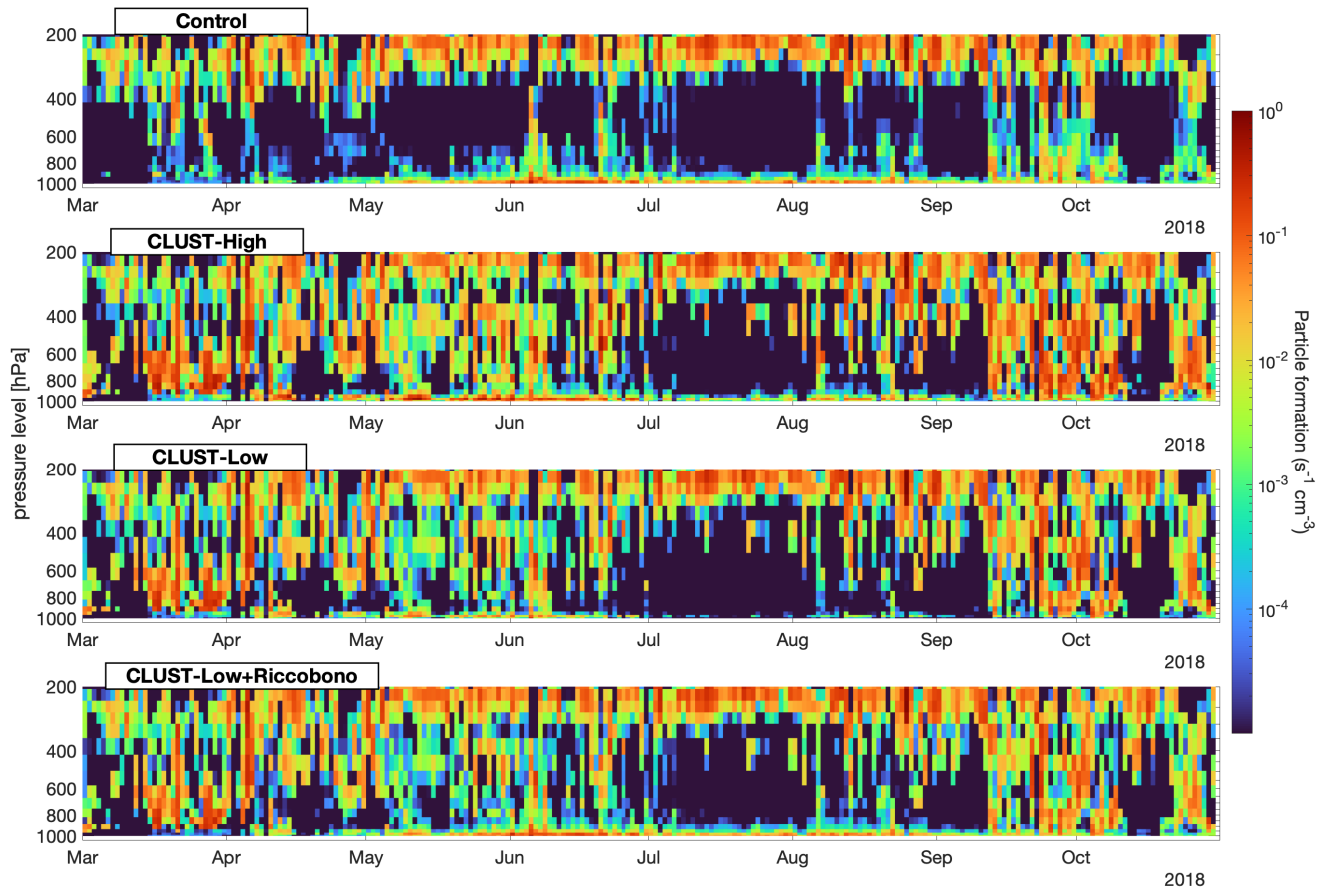 Control
200
400
600
800
1000
Mar Apr May Jun Jul Aug Sep Oct
2018
CLUST-High
200
400
600
800
1000
Mar Apr May Jun Jul Aug Sep Oct
2018
CLUST-Low
200
400
600
800
1000
Mar Apr May Jun Jul Aug Sep Oct
2018
CLUST-Low+Riccobono
200
400
600
800
1000
Mar Apr May Jun Jul Aug Sep Oct
2018
pressure level [hPa]
10⁰
10⁻¹
10⁻²
10⁻³
10⁻⁴
Particle formation (s⁻¹ cm⁻³)